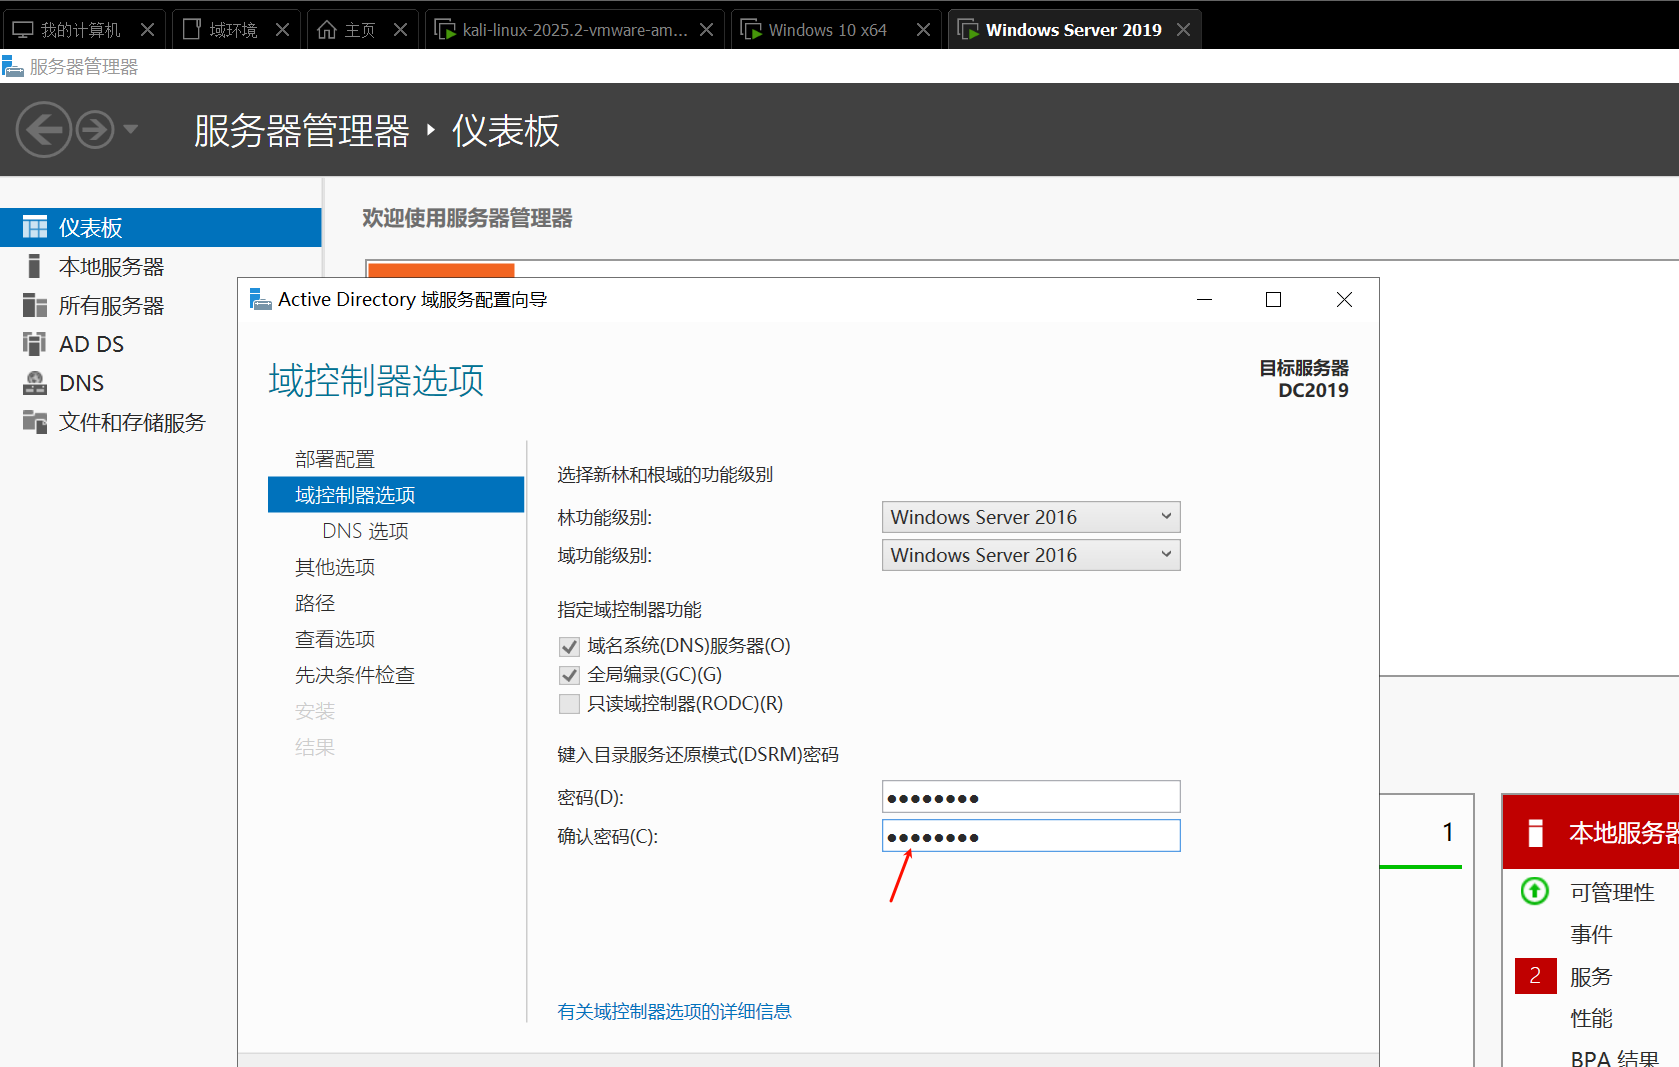 我的计算机
域环境
主页
kali-linux-2025.2-vmware-am...
Windows 10 x64
Windows Server 2019
服务器管理器
服务器管理器 ‣ 仪表板
仪表板
本地服务器
所有服务器
AD DS
DNS
文件和存储服务
欢迎使用服务器管理器
Active Directory 域服务配置向导
域控制器选项
目标服务器
DC2019
部署配置
域控制器选项
DNS 选项
其他选项
路径
查看选项
先决条件检查
安装
结果
选择新林和根域的功能级别
林功能级别: Windows Server 2016
域功能级别: Windows Server 2016
指定域控制器功能
域名系统(DNS)服务器(O)
全局编录(GC)(G)
只读域控制器(RODC)(R)
键入目录服务还原模式(DSRM)密码
密码(D): ●●●●●●●●
确认密码(C): ●●●●●●●●
有关域控制器选项的详细信息
1
本地服务器
可管理性
事件
2 服务
性能
BPA 结果